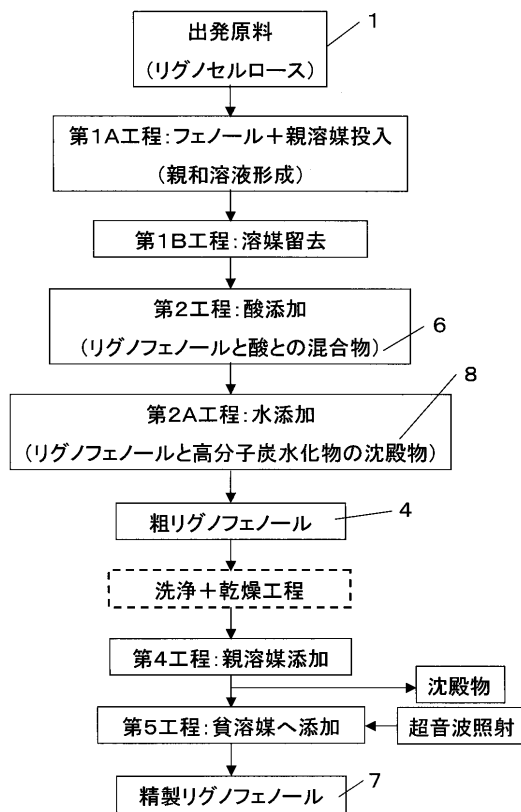 出発原料
(リグノセルロース)
1
第1A工程:フェノール+親溶媒投入
(親和溶液形成)
第1B工程:溶媒留去
第2工程:酸添加
(リグノフェノールと酸との混合物)
6
8
第2A工程:水添加
(リグノフェノールと高分子炭水化物の沈殿物)
粗リグノフェノール
4
洗浄+乾燥工程
第4工程:親溶媒添加
沈殿物
第5工程:貧溶媒へ添加
超音波照射
精製リグノフェノール
7